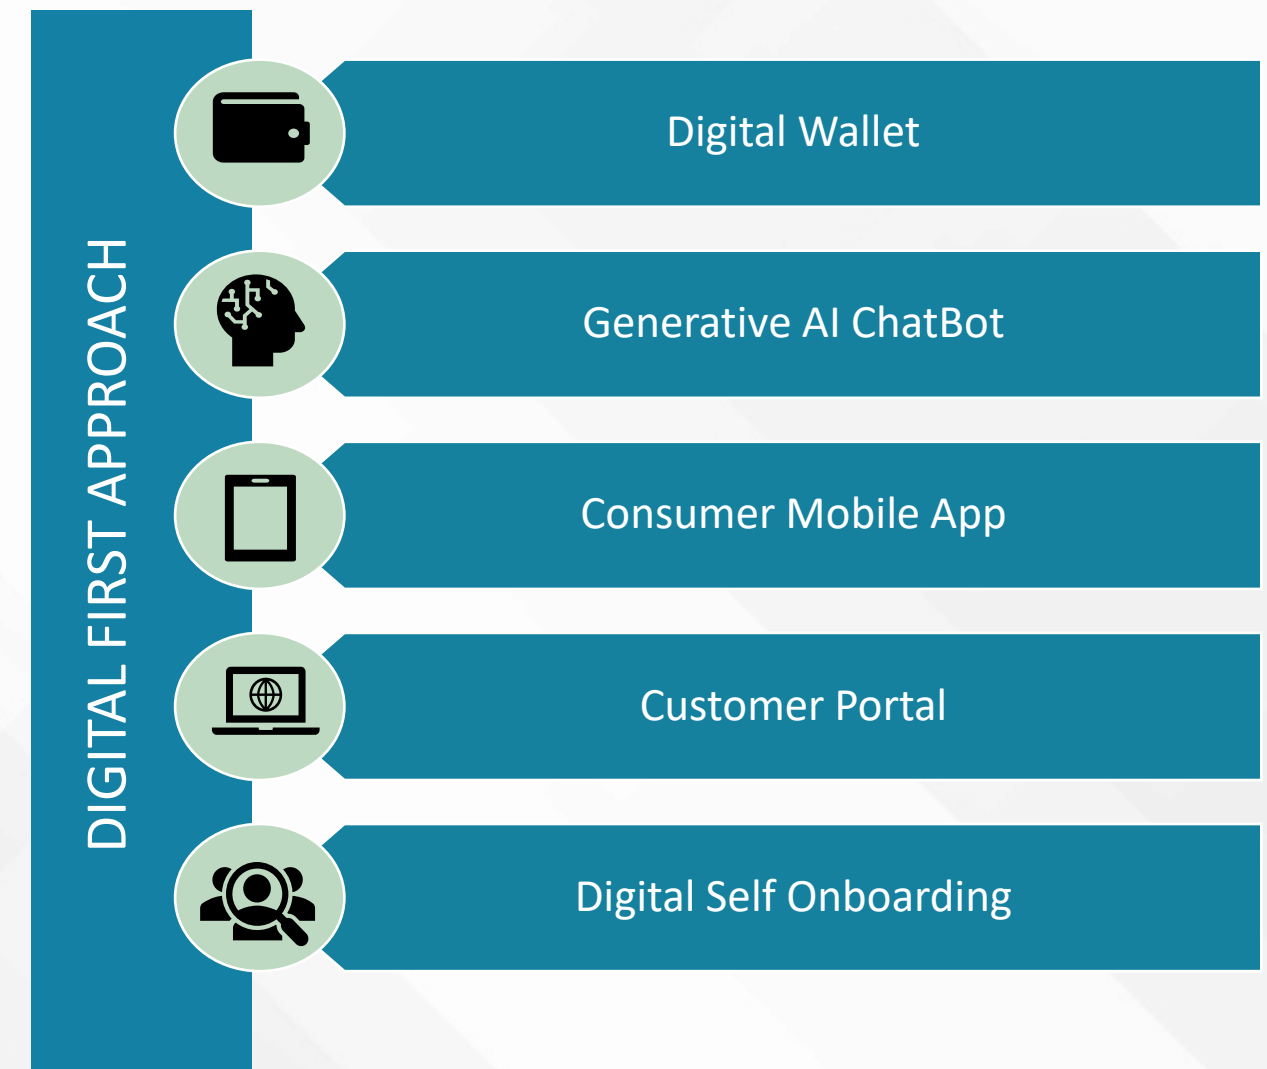 DIGITAL FIRST APPROACH
Digital Wallet
Generative AI ChatBot
Consumer Mobile App
Customer Portal
Digital Self Onboarding